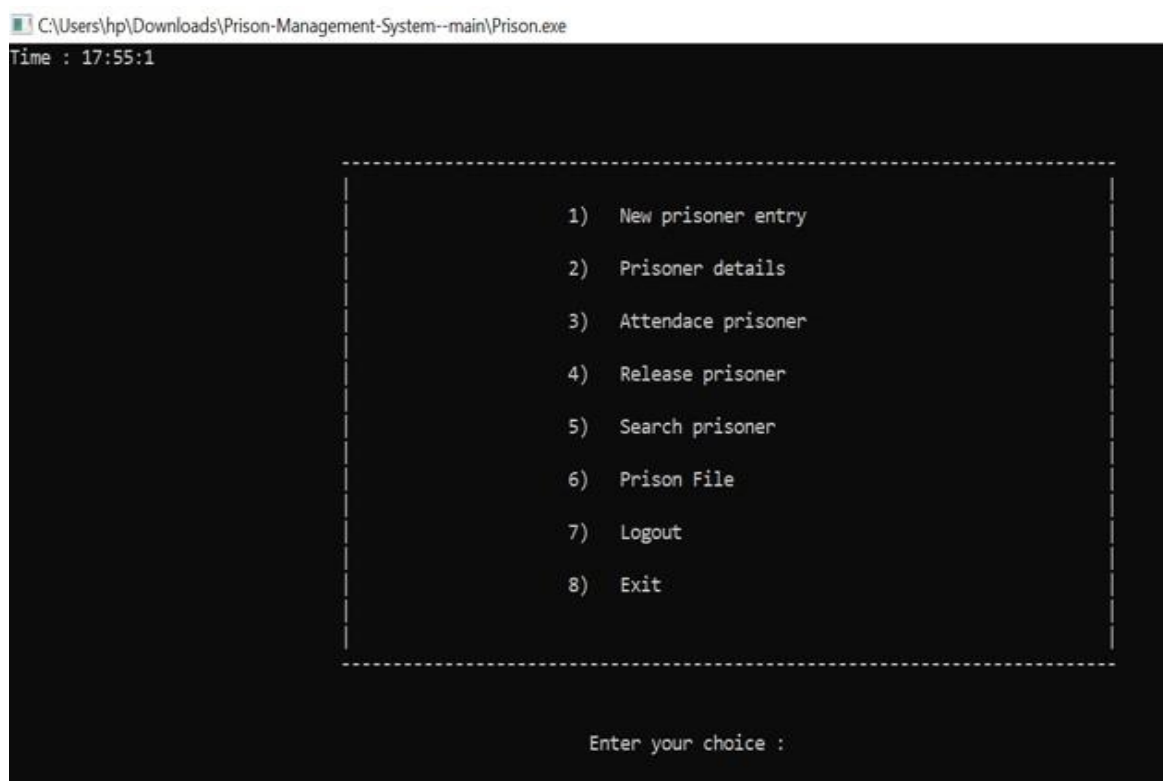 C:\Users\hp\Downloads\Prison-Management-System--main\Prison.exe
Time : 17:55:1
1) New prisoner entry
2) Prisoner details
3) Attendace prisoner
4) Release prisoner
5) Search prisoner
6) Prison File
7) Logout
8) Exit
Enter your choice :